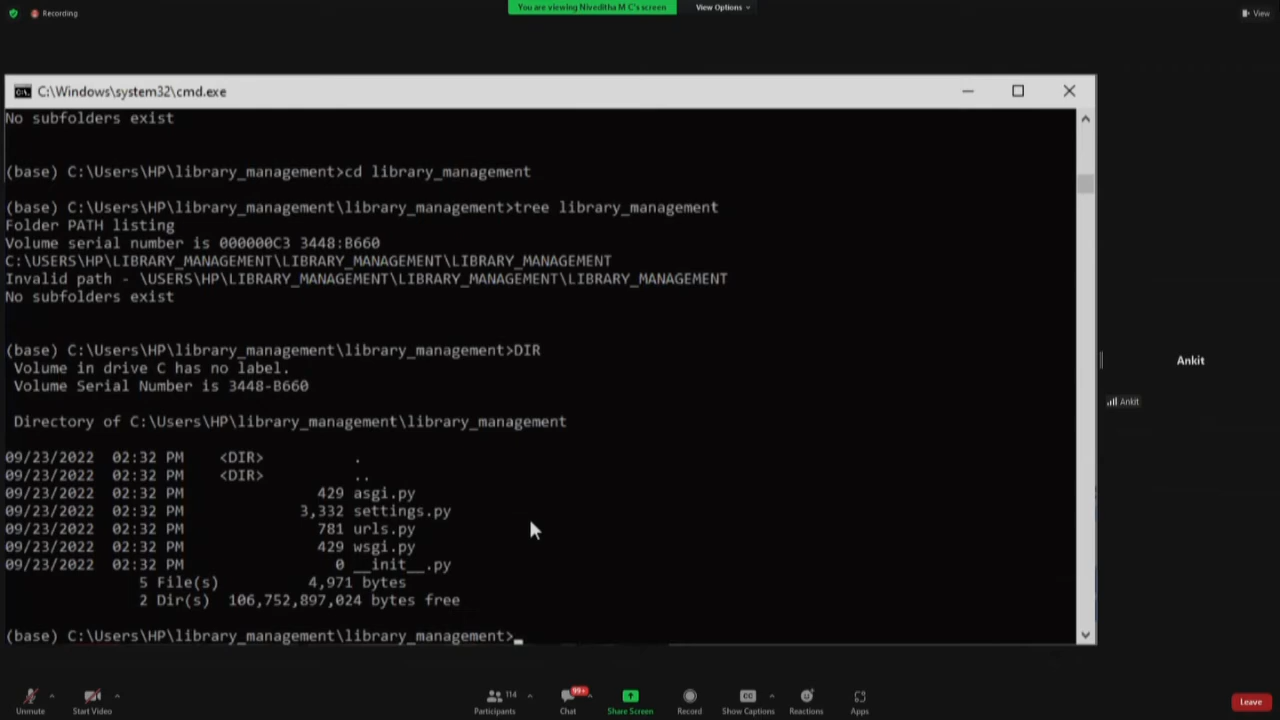 Recording
You are viewing Niveditha M C's screen
View Options
View
C:\Windows\system32\cmd.exe
No subfolders exist
(base) C:\Users\HP\library_management>cd library_management
(base) C:\Users\HP\library_management\library_management>tree library_management
Folder PATH listing
Volume serial number is 000000C3 3448:B660
C:\USERS\HP\LIBRARY_MANAGEMENT\LIBRARY_MANAGEMENT\LIBRARY_MANAGEMENT
Invalid path - \USERS\HP\LIBRARY_MANAGEMENT\LIBRARY_MANAGEMENT\LIBRARY_MANAGEMENT
No subfolders exist
(base) C:\Users\HP\library_management\library_management>DIR
Volume in drive C has no label.
Volume Serial Number is 3448-B660
Directory of C:\Users\HP\library_management\library_management
09/23/2022 02:32 PM <DIR> .
09/23/2022 02:32 PM <DIR> ..
09/23/2022 02:32 PM 429 asgi.py
09/23/2022 02:32 PM 3,332 settings.py
09/23/2022 02:32 PM 781 urls.py
09/23/2022 02:32 PM 429 wsgi.py
09/23/2022 02:32 PM 0 __init__.py
5 File(s) 4,971 bytes
2 Dir(s) 106,752,897,024 bytes free
(base) C:\Users\HP\library_management\library_management>
Ankit
Ankit
Unmute
Start Video
114
Participants
99+
Chat
Share Screen
Record
CC
Show Captions
Reactions
Apps
Leave